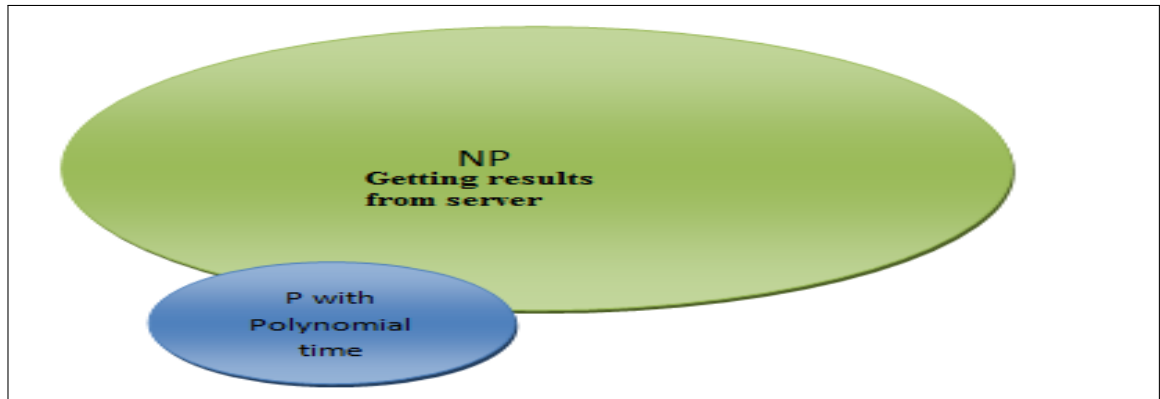 NP
Getting results
from server
P with
Polynomial
time